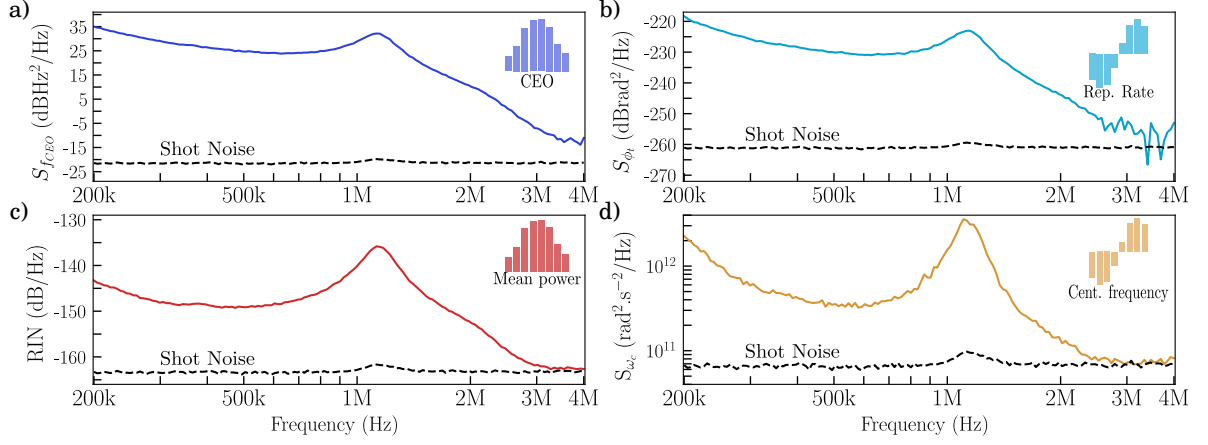 a)
S_{f_{CEO}} (dBHz²/Hz)
35
25
15
5
-5
-15
-25
CEO
Shot Noise
200k 500k 1M 2M 3M 4M
b)
S_{ϕ_t} (dBrad²/Hz)
-220
-230
-240
-250
-260
-270
Rep. Rate
Shot Noise
200k 500k 1M 2M 3M 4M
c)
RIN (dB/Hz)
-130
-140
-150
-160
Mean power
Shot Noise
200k 500k 1M 2M 3M 4M
Frequency (Hz)
d)
S_{ω_c} (rad².s⁻²/Hz)
10¹²
10¹¹
Cent. frequency
Shot Noise
200k 500k 1M 2M 3M 4M
Frequency (Hz)